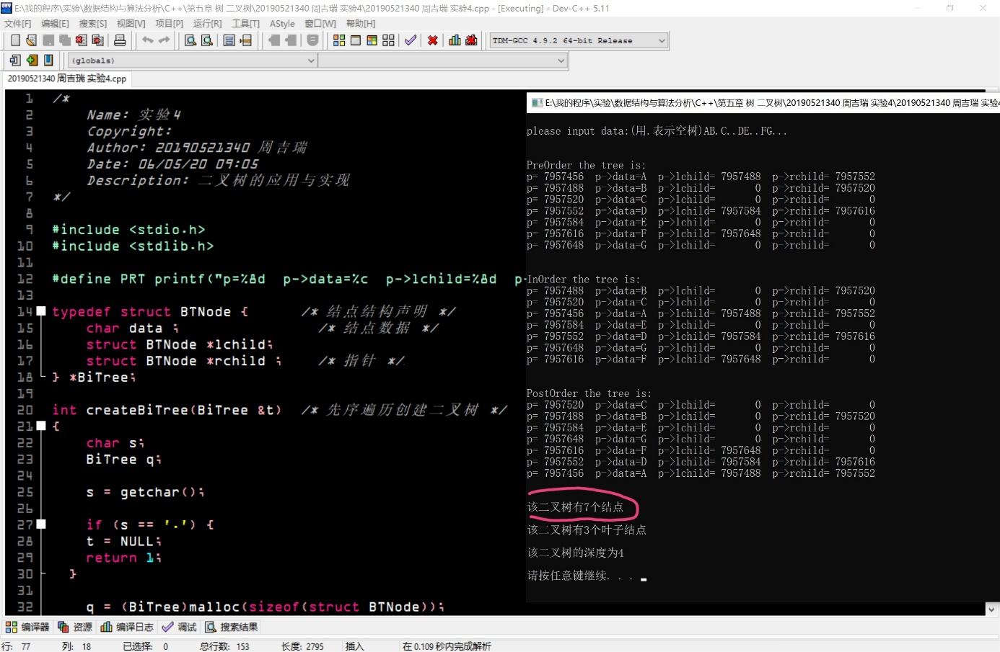 E:\我的程序\实验\数据结构与算法分析\C++\第五章 树 二叉树\20190521340 周吉瑞 实验4\20190521340 周吉瑞 实验4.cpp - [Executing] - Dev-C++ 5.11
文件[F] 编辑[E] 搜索[S] 视图[V] 项目[P] 运行[R] 工具[T] AStyle 窗口[W] 帮助[H]
TDM-GCC 4.9.2 64-bit Release
(globals)
20190521340 周吉瑞 实验4.cpp
1 /*
2 Name: 实验4
3 Copyright:
4 Author: 20190521340 周吉瑞
5 Date: 06/05/20 09:05
6 Description: 二叉树的应用与实现
7 */
8
9 #include <stdio.h>
10 #include <stdlib.h>
11
12 #define PRT printf("p=%8d  p->data=%c  p->lchild=%8d  p-
13
14 typedef struct BTNode { /* 结点结构声明 */
15 char data ; /* 结点数据 */
16 struct BTNode *lchild;
17 struct BTNode *rchild ; /* 指针 */
18 } *BiTree;
19
20 int createBiTree(BiTree &t) /* 先序遍历创建二叉树 */
21 {
22 char s;
23 BiTree q;
24
25 s = getchar();
26
27 if (s == '.') {
28 t = NULL;
29 return 1;
30 }
31
32 q = (BiTree)malloc(sizeof(struct BTNode));
E:\我的程序\实验\数据结构与算法分析\C++\第五章 树 二叉树\20190521340 周吉瑞 实验4\20190521340 周吉瑞 实验4
please input data:(用.表示空树)AB.C..DE..FG...
PreOrder the tree is:
p= 7957456  p->data=A  p->lchild= 7957488  p->rchild= 7957552
p= 7957488  p->data=B  p->lchild=       0  p->rchild= 7957520
p= 7957520  p->data=C  p->lchild=       0  p->rchild=       0
p= 7957552  p->data=D  p->lchild= 7957584  p->rchild= 7957616
p= 7957584  p->data=E  p->lchild=       0  p->rchild=       0
p= 7957616  p->data=F  p->lchild= 7957648  p->rchild=       0
p= 7957648  p->data=G  p->lchild=       0  p->rchild=       0
InOrder the tree is:
p= 7957488  p->data=B  p->lchild=       0  p->rchild= 7957520
p= 7957520  p->data=C  p->lchild=       0  p->rchild=       0
p= 7957456  p->data=A  p->lchild= 7957488  p->rchild= 7957552
p= 7957584  p->data=E  p->lchild=       0  p->rchild=       0
p= 7957552  p->data=D  p->lchild= 7957584  p->rchild= 7957616
p= 7957648  p->data=G  p->lchild=       0  p->rchild=       0
p= 7957616  p->data=F  p->lchild= 7957648  p->rchild=       0
PostOrder the tree is:
p= 7957520  p->data=C  p->lchild=       0  p->rchild=       0
p= 7957488  p->data=B  p->lchild=       0  p->rchild= 7957520
p= 7957584  p->data=E  p->lchild=       0  p->rchild=       0
p= 7957648  p->data=G  p->lchild=       0  p->rchild=       0
p= 7957616  p->data=F  p->lchild= 7957648  p->rchild=       0
p= 7957552  p->data=D  p->lchild= 7957584  p->rchild= 7957616
p= 7957456  p->data=A  p->lchild= 7957488  p->rchild= 7957552
该二叉树有7个结点
该二叉树有3个叶子结点
该二叉树的深度为4
请按任意键继续. . .
编译器 资源 编译日志 调试 搜索结果
行: 77 列: 18 已选择: 0 总行数: 153 长度: 2795 插入 在 0.109 秒内完成解析